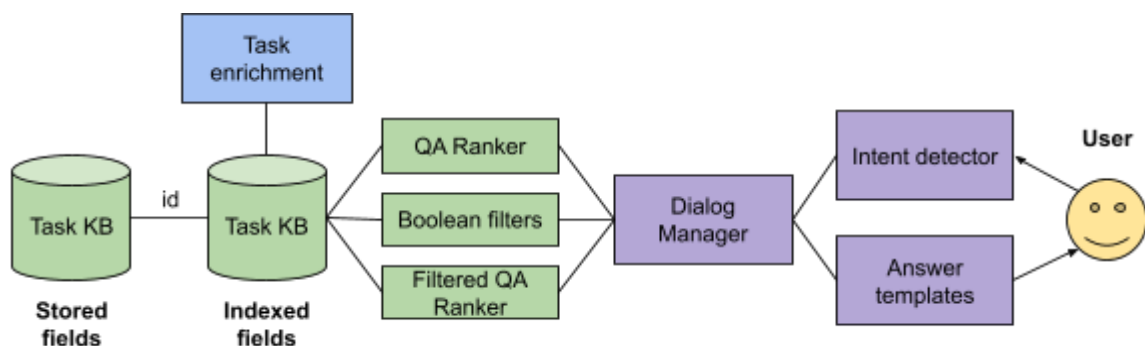 Task
enrichment
Task KB
id
Task KB
Stored
fields
Indexed
fields
QA Ranker
Boolean filters
Filtered QA
Ranker
Dialog
Manager
Intent detector
Answer
templates
User